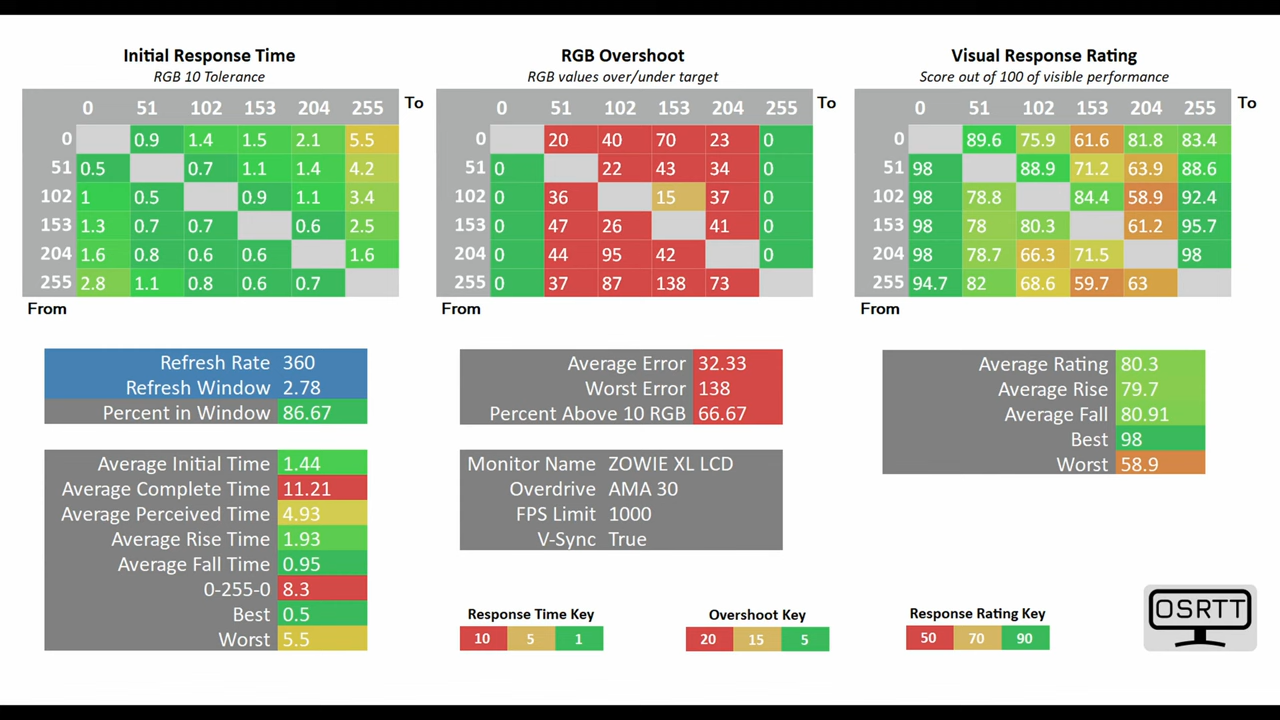 Initial Response Time
RGB 10 Tolerance
0 51 102 153 204 255 To
0 0.9 1.4 1.5 2.1 5.5
51 0.5 0.7 1.1 1.4 4.2
102 1 0.5 0.9 1.1 3.4
153 1.3 0.7 0.7 0.6 2.5
204 1.6 0.8 0.6 0.6 1.6
255 2.8 1.1 0.8 0.6 0.7
From
RGB Overshoot
RGB values over/under target
0 51 102 153 204 255 To
0 20 40 70 23 0
51 0 22 43 34 0
102 0 36 15 37 0
153 0 47 26 41 0
204 0 44 95 42 0
255 0 37 87 138 73
From
Visual Response Rating
Score out of 100 of visible performance
0 51 102 153 204 255 To
0 89.6 75.9 61.6 81.8 83.4
51 98 88.9 71.2 63.9 88.6
102 98 78.8 84.4 58.9 92.4
153 98 78 80.3 61.2 95.7
204 98 78.7 66.3 71.5 98
255 94.7 82 68.6 59.7 63
From
Refresh Rate 360
Refresh Window 2.78
Percent in Window 86.67
Average Initial Time 1.44
Average Complete Time 11.21
Average Perceived Time 4.93
Average Rise Time 1.93
Average Fall Time 0.95
0-255-0 8.3
Best 0.5
Worst 5.5
Average Error 32.33
Worst Error 138
Percent Above 10 RGB 66.67
Monitor Name ZOWIE XL LCD
Overdrive AMA 30
FPS Limit 1000
V-Sync True
Average Rating 80.3
Average Rise 79.7
Average Fall 80.91
Best 98
Worst 58.9
Response Time Key
10 5 1
Overshoot Key
20 15 5
Response Rating Key
50 70 90
OSRTT